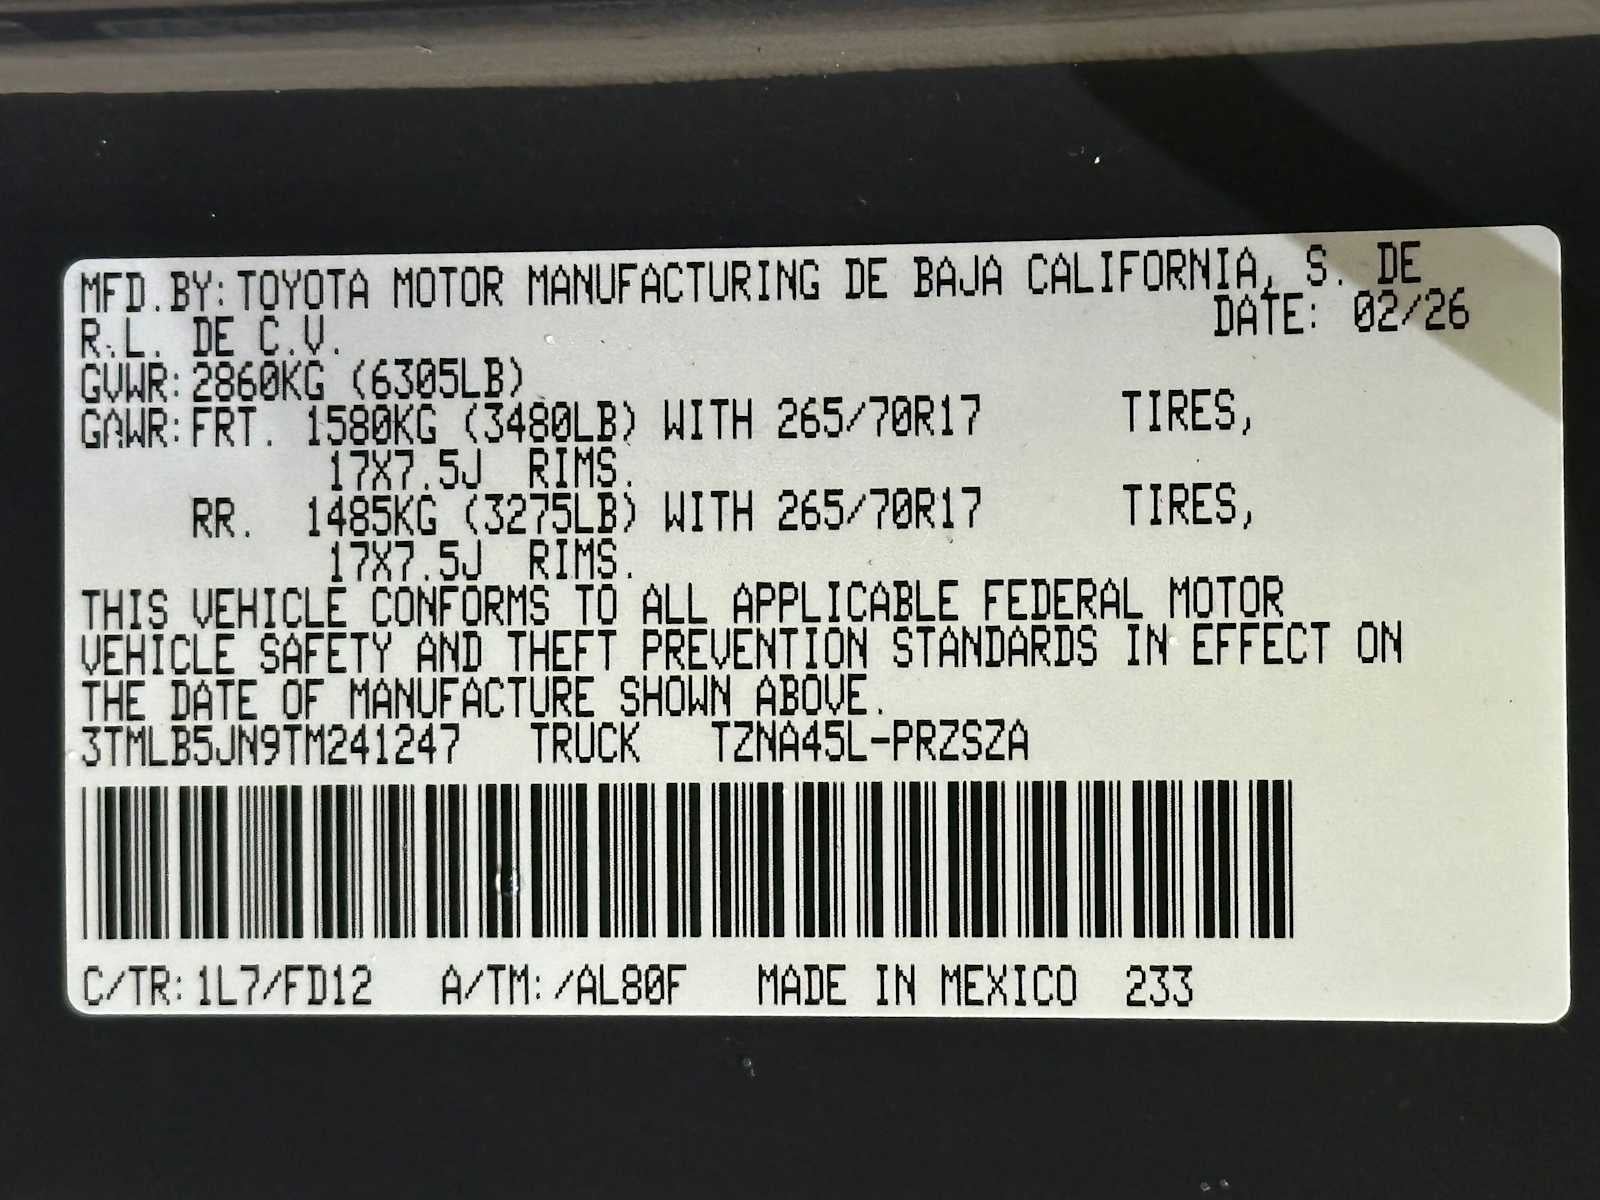 MFD.BY:TOYOTA MOTOR MANUFACTURING DE BAJA CALIFORNIA, S. DE
R.L. DE C.V. DATE: 02/26
GVWR:2860KG (6305LB)
GAWR:FRT. 1580KG (3480LB) WITH 265/70R17 TIRES,
17X7.5J RIMS.
RR. 1485KG (3275LB) WITH 265/70R17 TIRES,
17X7.5J RIMS.
THIS VEHICLE CONFORMS TO ALL APPLICABLE FEDERAL MOTOR
VEHICLE SAFETY AND THEFT PREVENTION STANDARDS IN EFFECT ON
THE DATE OF MANUFACTURE SHOWN ABOVE.
3TMLB5JN9TM241247 TRUCK TZNA45L-PRZSZA
C/TR:1L7/FD12 A/TM:/AL80F MADE IN MEXICO 233